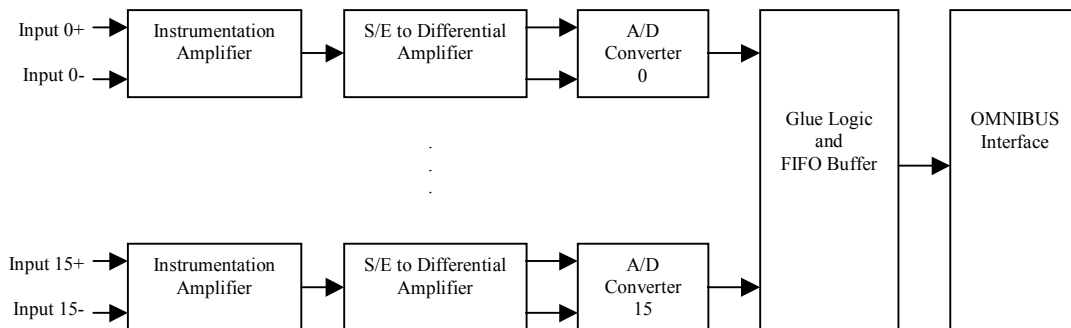 Input 0+
Input 0-
Instrumentation
Amplifier
S/E to Differential
Amplifier
A/D
Converter
0
Glue Logic
and
FIFO Buffer
OMNIBUS
Interface
.
.
.
Input 15+
Input 15-
Instrumentation
Amplifier
S/E to Differential
Amplifier
A/D
Converter
15